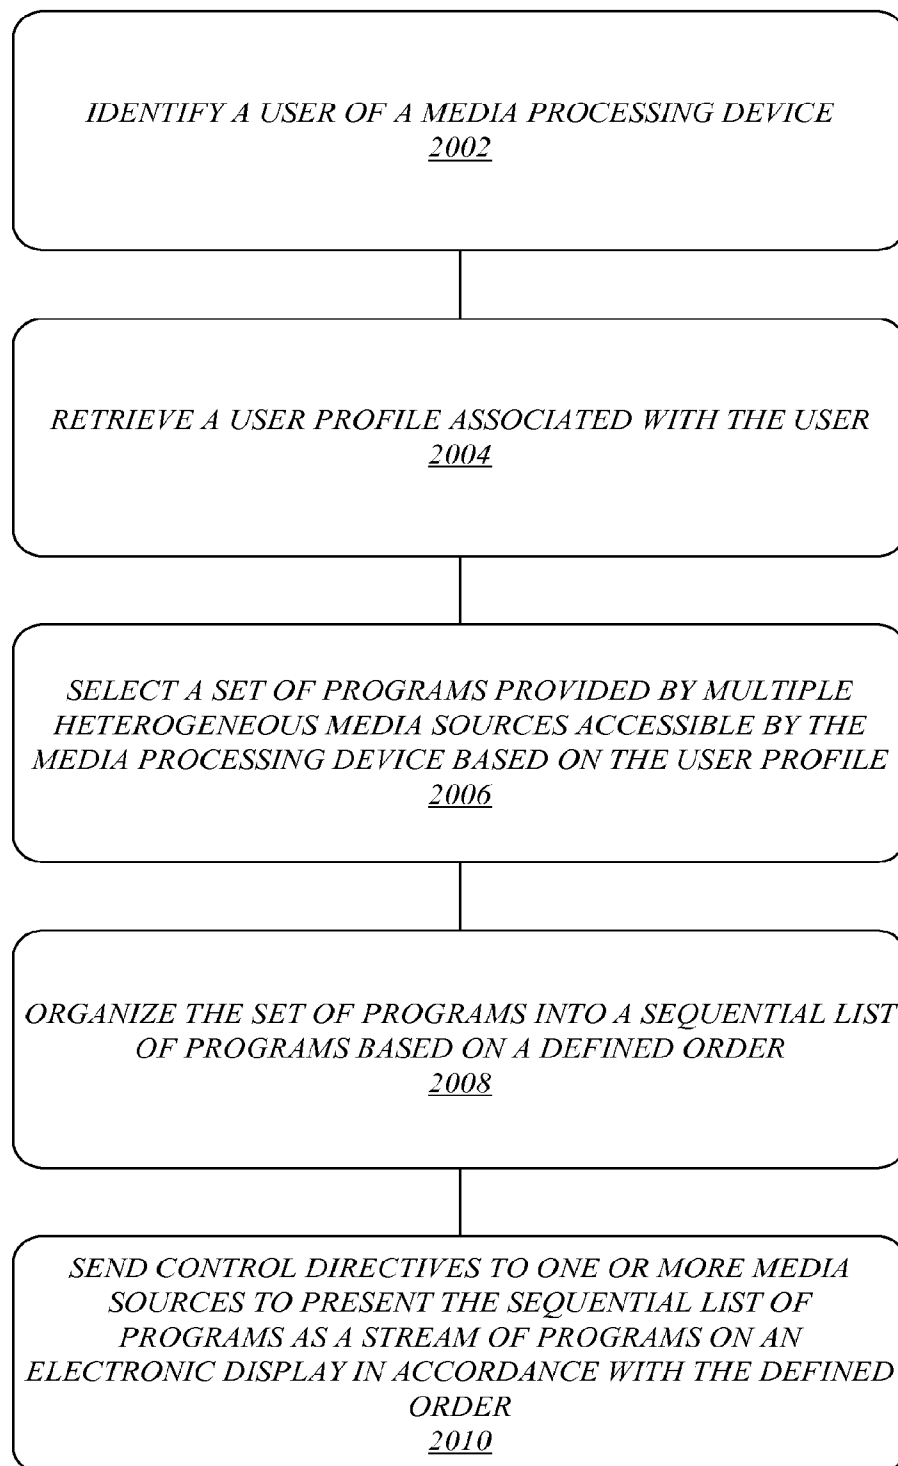 IDENTIFY A USER OF A MEDIA PROCESSING DEVICE
2002
RETRIEVE A USER PROFILE ASSOCIATED WITH THE USER
2004
SELECT A SET OF PROGRAMS PROVIDED BY MULTIPLE
HETEROGENEOUS MEDIA SOURCES ACCESSIBLE BY THE
MEDIA PROCESSING DEVICE BASED ON THE USER PROFILE
2006
ORGANIZE THE SET OF PROGRAMS INTO A SEQUENTIAL LIST
OF PROGRAMS BASED ON A DEFINED ORDER
2008
SEND CONTROL DIRECTIVES TO ONE OR MORE MEDIA
SOURCES TO PRESENT THE SEQUENTIAL LIST OF
PROGRAMS AS A STREAM OF PROGRAMS ON AN
ELECTRONIC DISPLAY IN ACCORDANCE WITH THE DEFINED
ORDER
2010